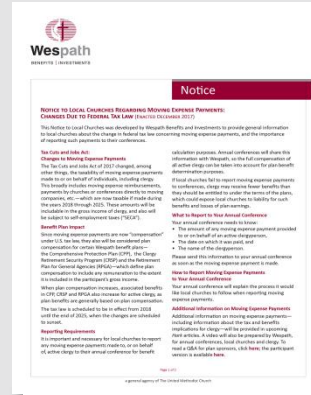 Wespath
BENEFITS | INVESTMENTS
Notice
NOTICE TO LOCAL CHURCHES REGARDING MOVING EXPENSE PAYMENTS:
CHANGES DUE TO FEDERAL TAX LAW (ENACTED DECEMBER 2017)
This Notice to Local Churches was developed by Wespath Benefits and Investments to provide general information
to local churches about the change in federal tax law concerning moving expense payments, and the importance
of reporting such payments to their conferences.
Tax Cuts and Jobs Act:
Changes to Moving Expense Payments
The Tax Cuts and Jobs Act of 2017 changed, among
other things, the taxability of moving expense payments
made to or on behalf of individuals, including clergy.
This broadly includes moving expense reimbursements,
payments by churches or conferences directly to moving
companies, etc.—which are now taxable if made during
the years 2018 through 2025. These amounts will be
includable in the gross income of clergy, and also will
be subject to self-employment taxes ("SECA").
Benefit Plan Impact
Since moving expense payments are now "compensation"
under U.S. tax law, they also will be considered plan
compensation for certain Wespath benefit plans—
the Comprehensive Protection Plan (CPP), the Clergy
Retirement Security Program (CRSP) and the Retirement
Plan for General Agencies (RPGA)—which define plan
compensation to include any remuneration to the extent
it is included in the participant's gross income.
When plan compensation increases, associated benefits
in CPP, CRSP and RPGA also increase for active clergy, as
plan benefits are generally based on plan compensation.
The tax law is scheduled to be in effect from 2018
until the end of 2025, when the changes are scheduled
to sunset.
Reporting Requirements
It is important and necessary for local churches to report
any moving expense payments made to, or on behalf
of, active clergy to their annual conference for benefit
calculation purposes. Annual conferences will share this
information with Wespath, so the full compensation of
all active clergy can be taken into account for plan benefit
determination purposes.
If local churches fail to report moving expense payments
to conferences, clergy may receive fewer benefits than
they should be entitled to under the terms of the plans,
which could expose local churches to liability for such
benefits and losses of plan earnings.
What to Report to Your Annual Conference
Your annual conference needs to know:
• The amount of any moving expense payment provided
to or on behalf of an active clergyperson,
• The date on which it was paid, and
• The name of the clergyperson.
Please send this information to your annual conference
as soon as the moving expense payment is made.
How to Report Moving Expense Payments
to Your Annual Conference
Your annual conference will explain the process it would
like local churches to follow when reporting moving
expense payments.
Additional Information on Moving Expense Payments
Additional information on moving expense payments—
including information about the tax and benefits
implications for clergy—will be provided in upcoming
Hark articles. A video will also be prepared by Wespath,
for annual conferences, local churches and clergy. To
read a Q&A for plan sponsors, click here; the participant
version is available here.
Page 1 of 2
a general agency of The United Methodist Church